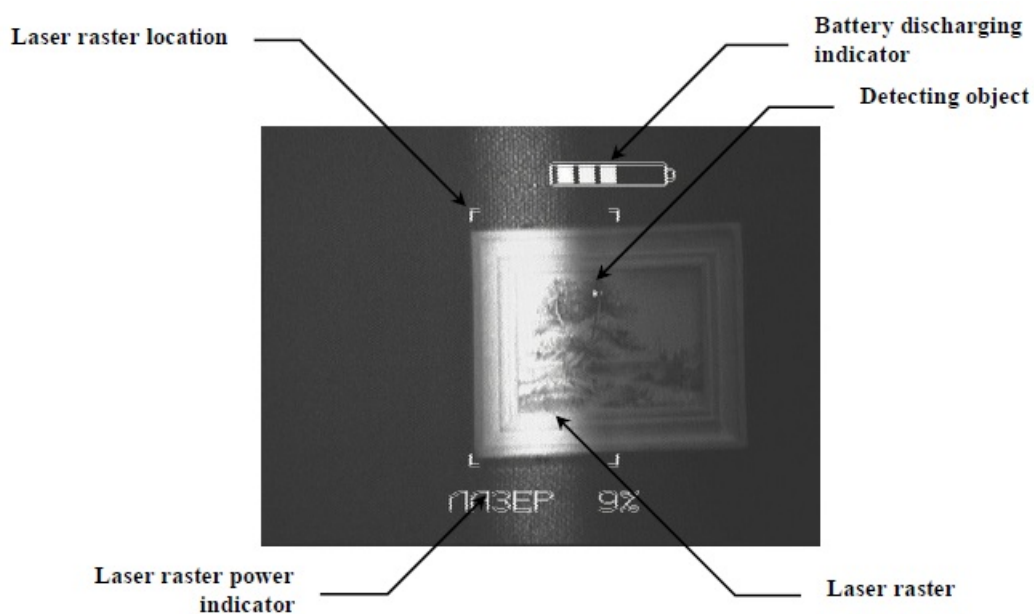 Laser raster location
Battery discharging
indicator
Detecting object
ЛАЗЕР 9%
Laser raster power
indicator
Laser raster